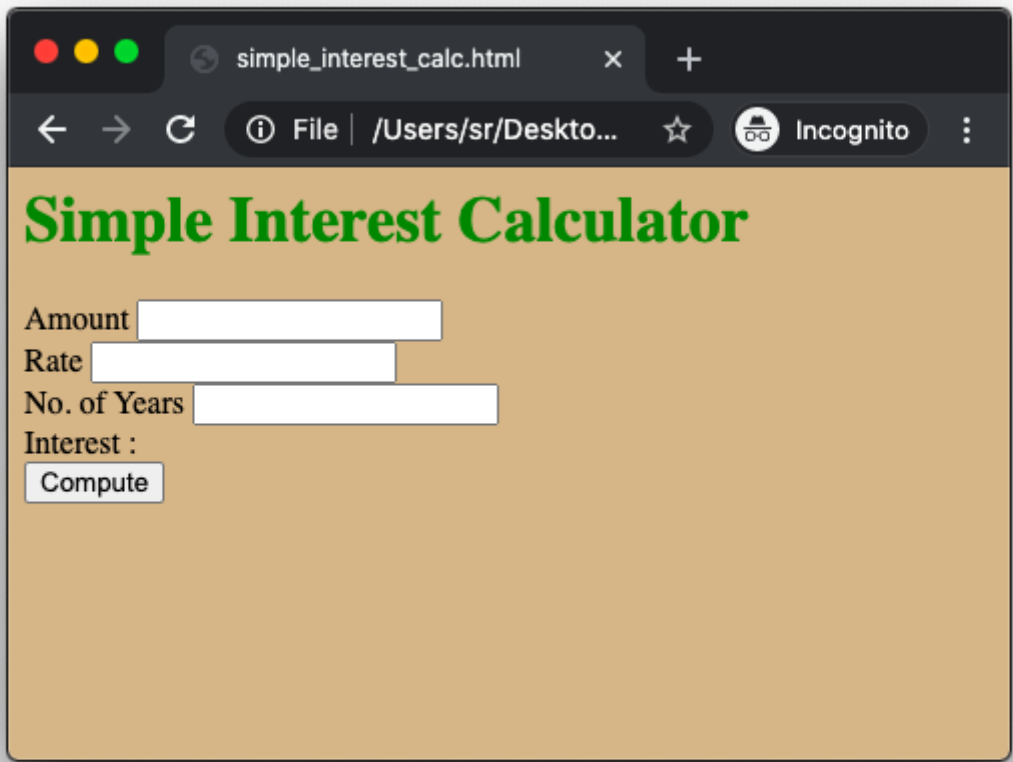 simple_interest_calc.html
File /Users/sr/Deskto... Incognito
Simple Interest Calculator
Amount
Rate
No. of Years
Interest :
Compute